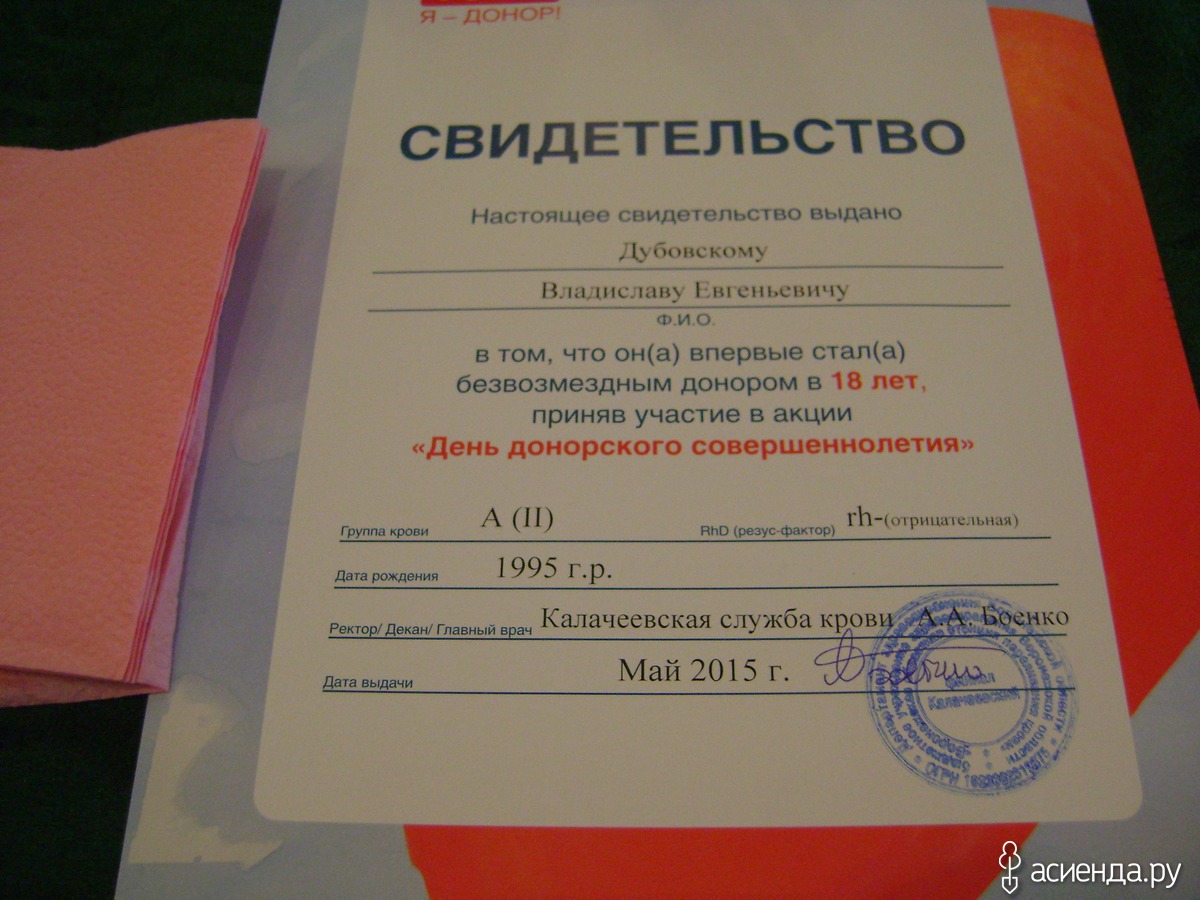 Я – ДОНОР!
СВИДЕТЕЛЬСТВО
Настоящее свидетельство выдано
Дубовскому
Владиславу Евгеньевичу
Ф.И.О.
в том, что он(а) впервые стал(а)
безвозмездным донором в 18 лет,
приняв участие в акции
«День донорского совершеннолетия»
Группа крови A (II) RhD (резус-фактор) rh-(отрицательная)
Дата рождения 1995 г.р.
Ректор/ Декан/ Главный врач Калачеевская служба крови А.А. Боенко
Дата выдачи Май 2015 г.
филиал
Калачеевский
асиенда.ру